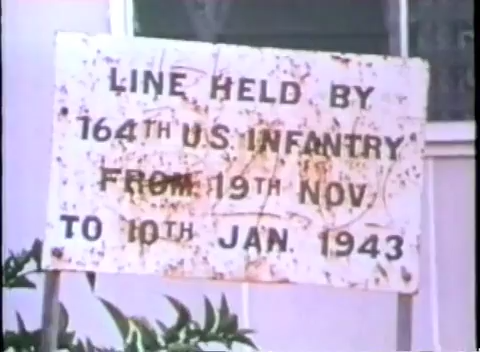 LINE HELD BY
164TH U.S. INFANTRY
FROM 19TH NOV.
TO 10TH JAN. 1943